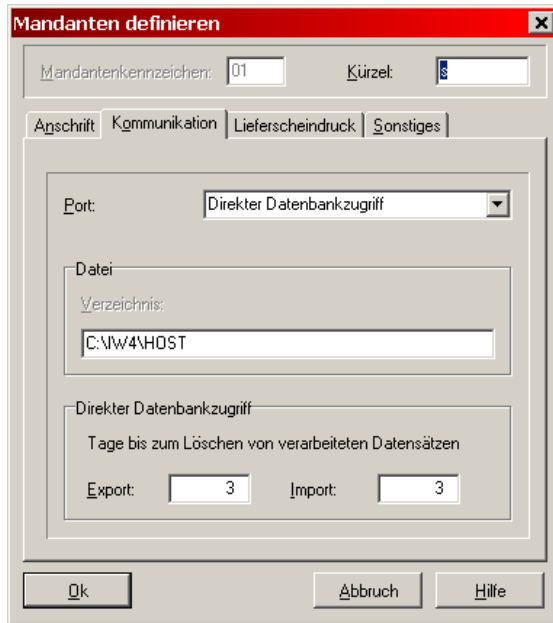 Mandanten definieren
Mandantenkennzeichen: 01 Kürzel: s
Anschrift Kommunikation Lieferscheindruck Sonstiges
Port: Direkter Datenbankzugriff
Datei
Verzeichnis:
C:\IW4\HOST
Direkter Datenbankzugriff
Tage bis zum Löschen von verarbeiteten Datensätzen
Export: 3 Import: 3
Ok Abbruch Hilfe